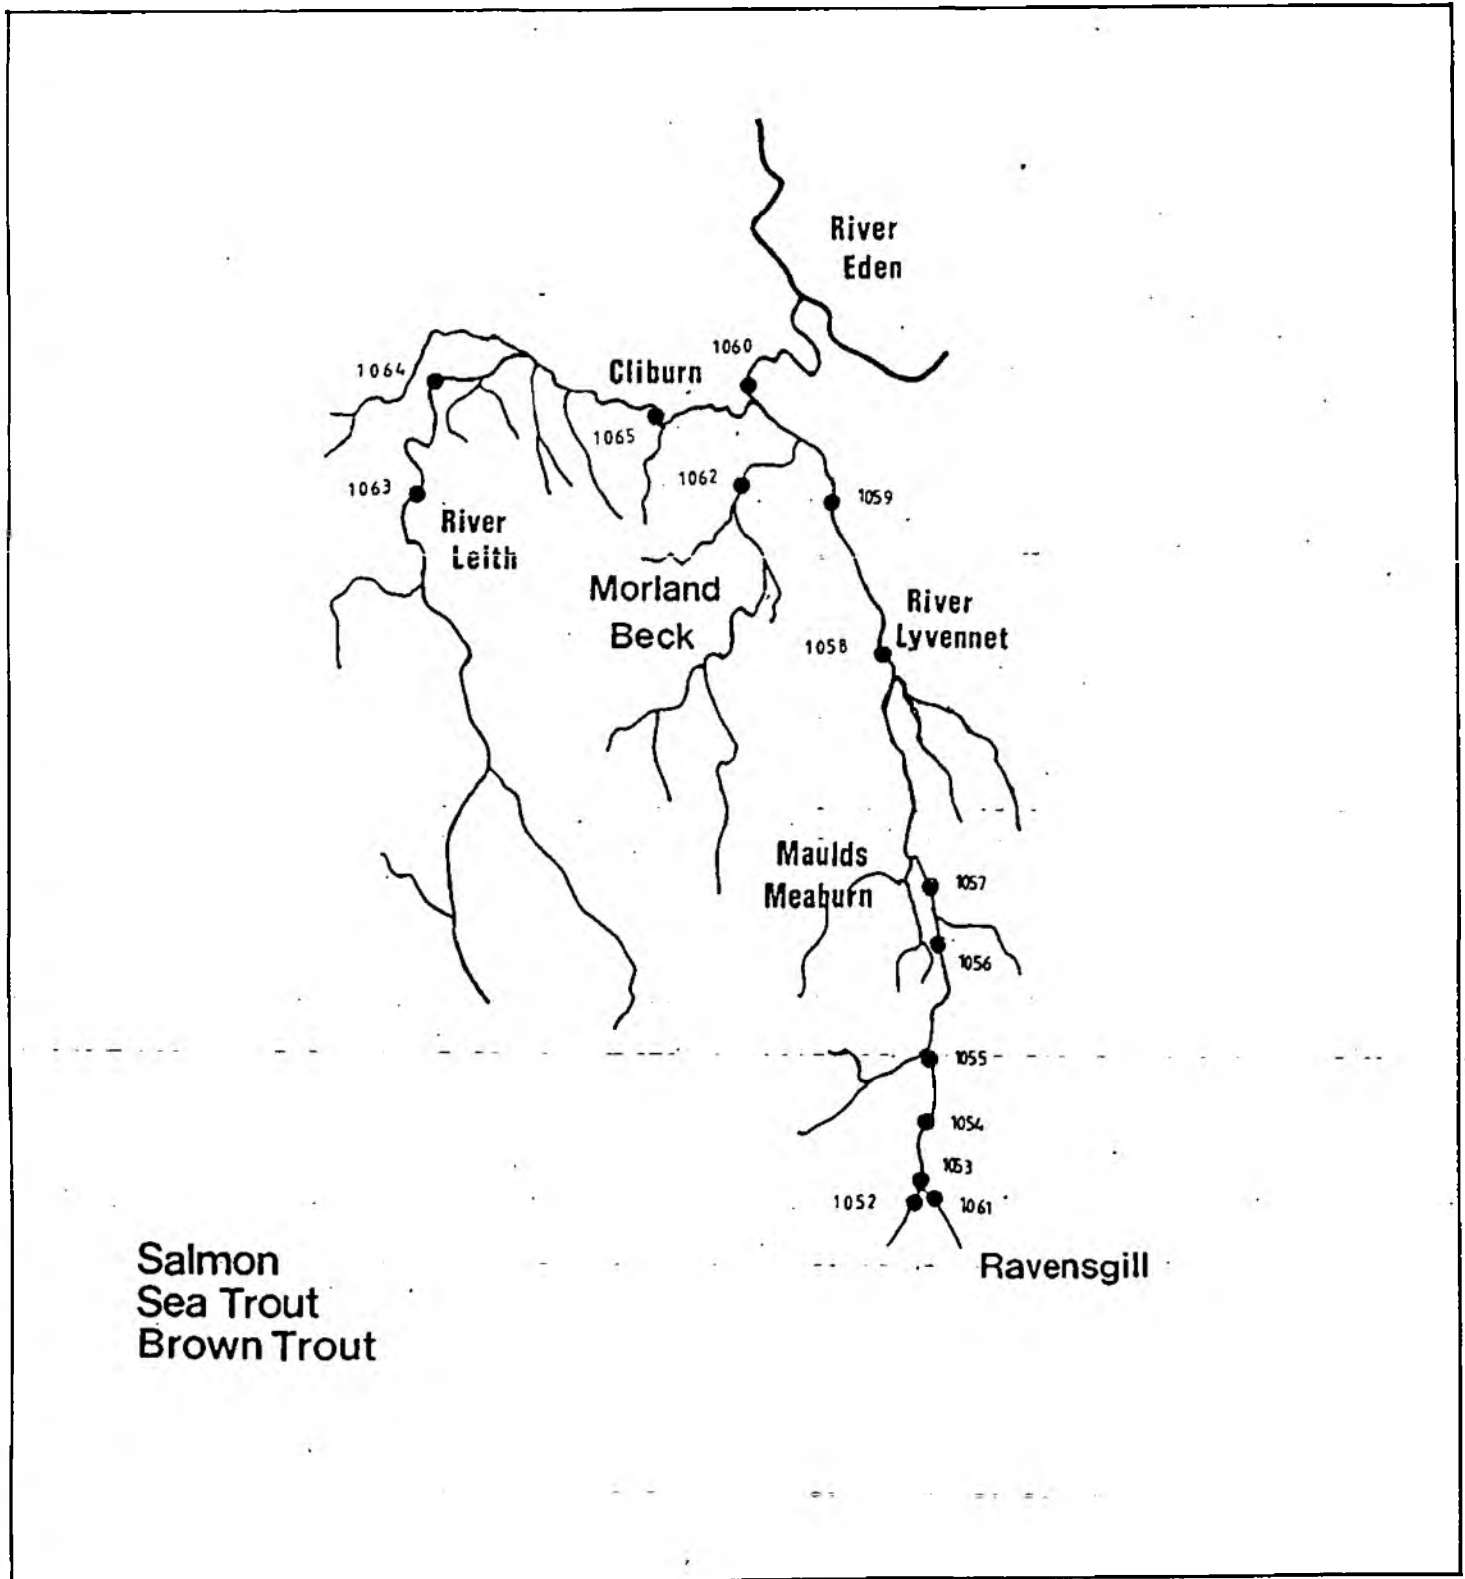 River
Eden
1060
1064
Cliburn
1065
1062
1063
1059
River
Leith
Morland
Beck
River
Lyvennet
1058
Maulds
Meaburn
1057
1056
1055
1054
1053
1052
1061
Ravensgill
Salmon
Sea Trout
Brown Trout